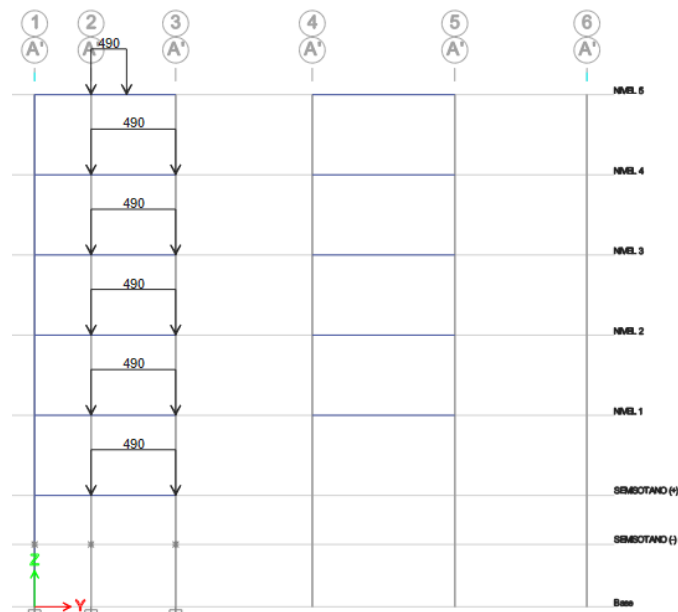 1 2 3 4 5 6
A' A' A' A' A' A'
490
NIVEL 5
490
NIVEL 4
490
NIVEL 3
490
NIVEL 2
490
NIVEL 1
490
SEMISOTANO (+)
SEMISOTANO (-)
Z
Y
Base